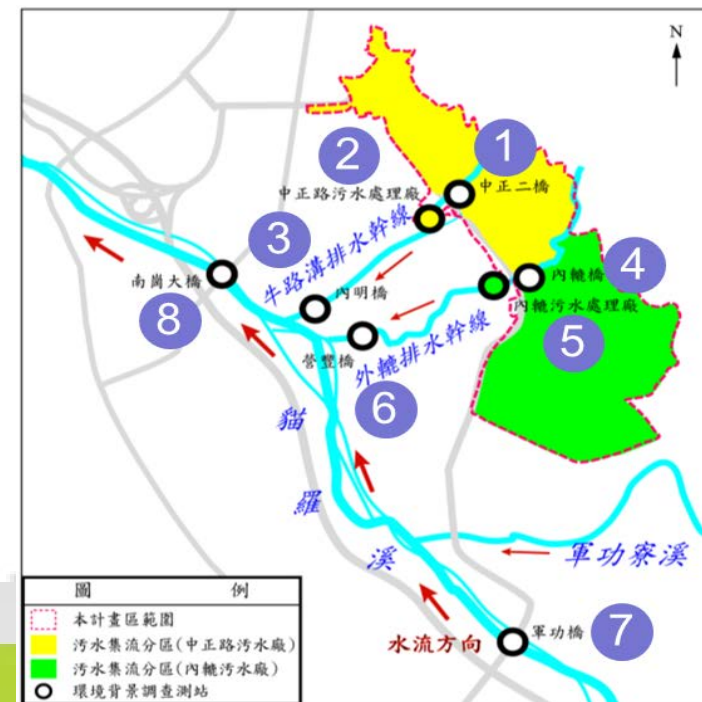 N
1
中正二橋
2
中正路污水處理廠
3
牛路溝排水幹線
南崗大橋
8
內明橋
4
內轆橋
內轆污水處理廠
5
營豐橋
外轆排水幹線
6
貓羅溪
軍功寮溪
水流方向
軍功橋
7
圖 例
本計畫區範圍
污水集流分區(中正路污水廠)
污水集流分區(內轆污水廠)
環境背景調查測站